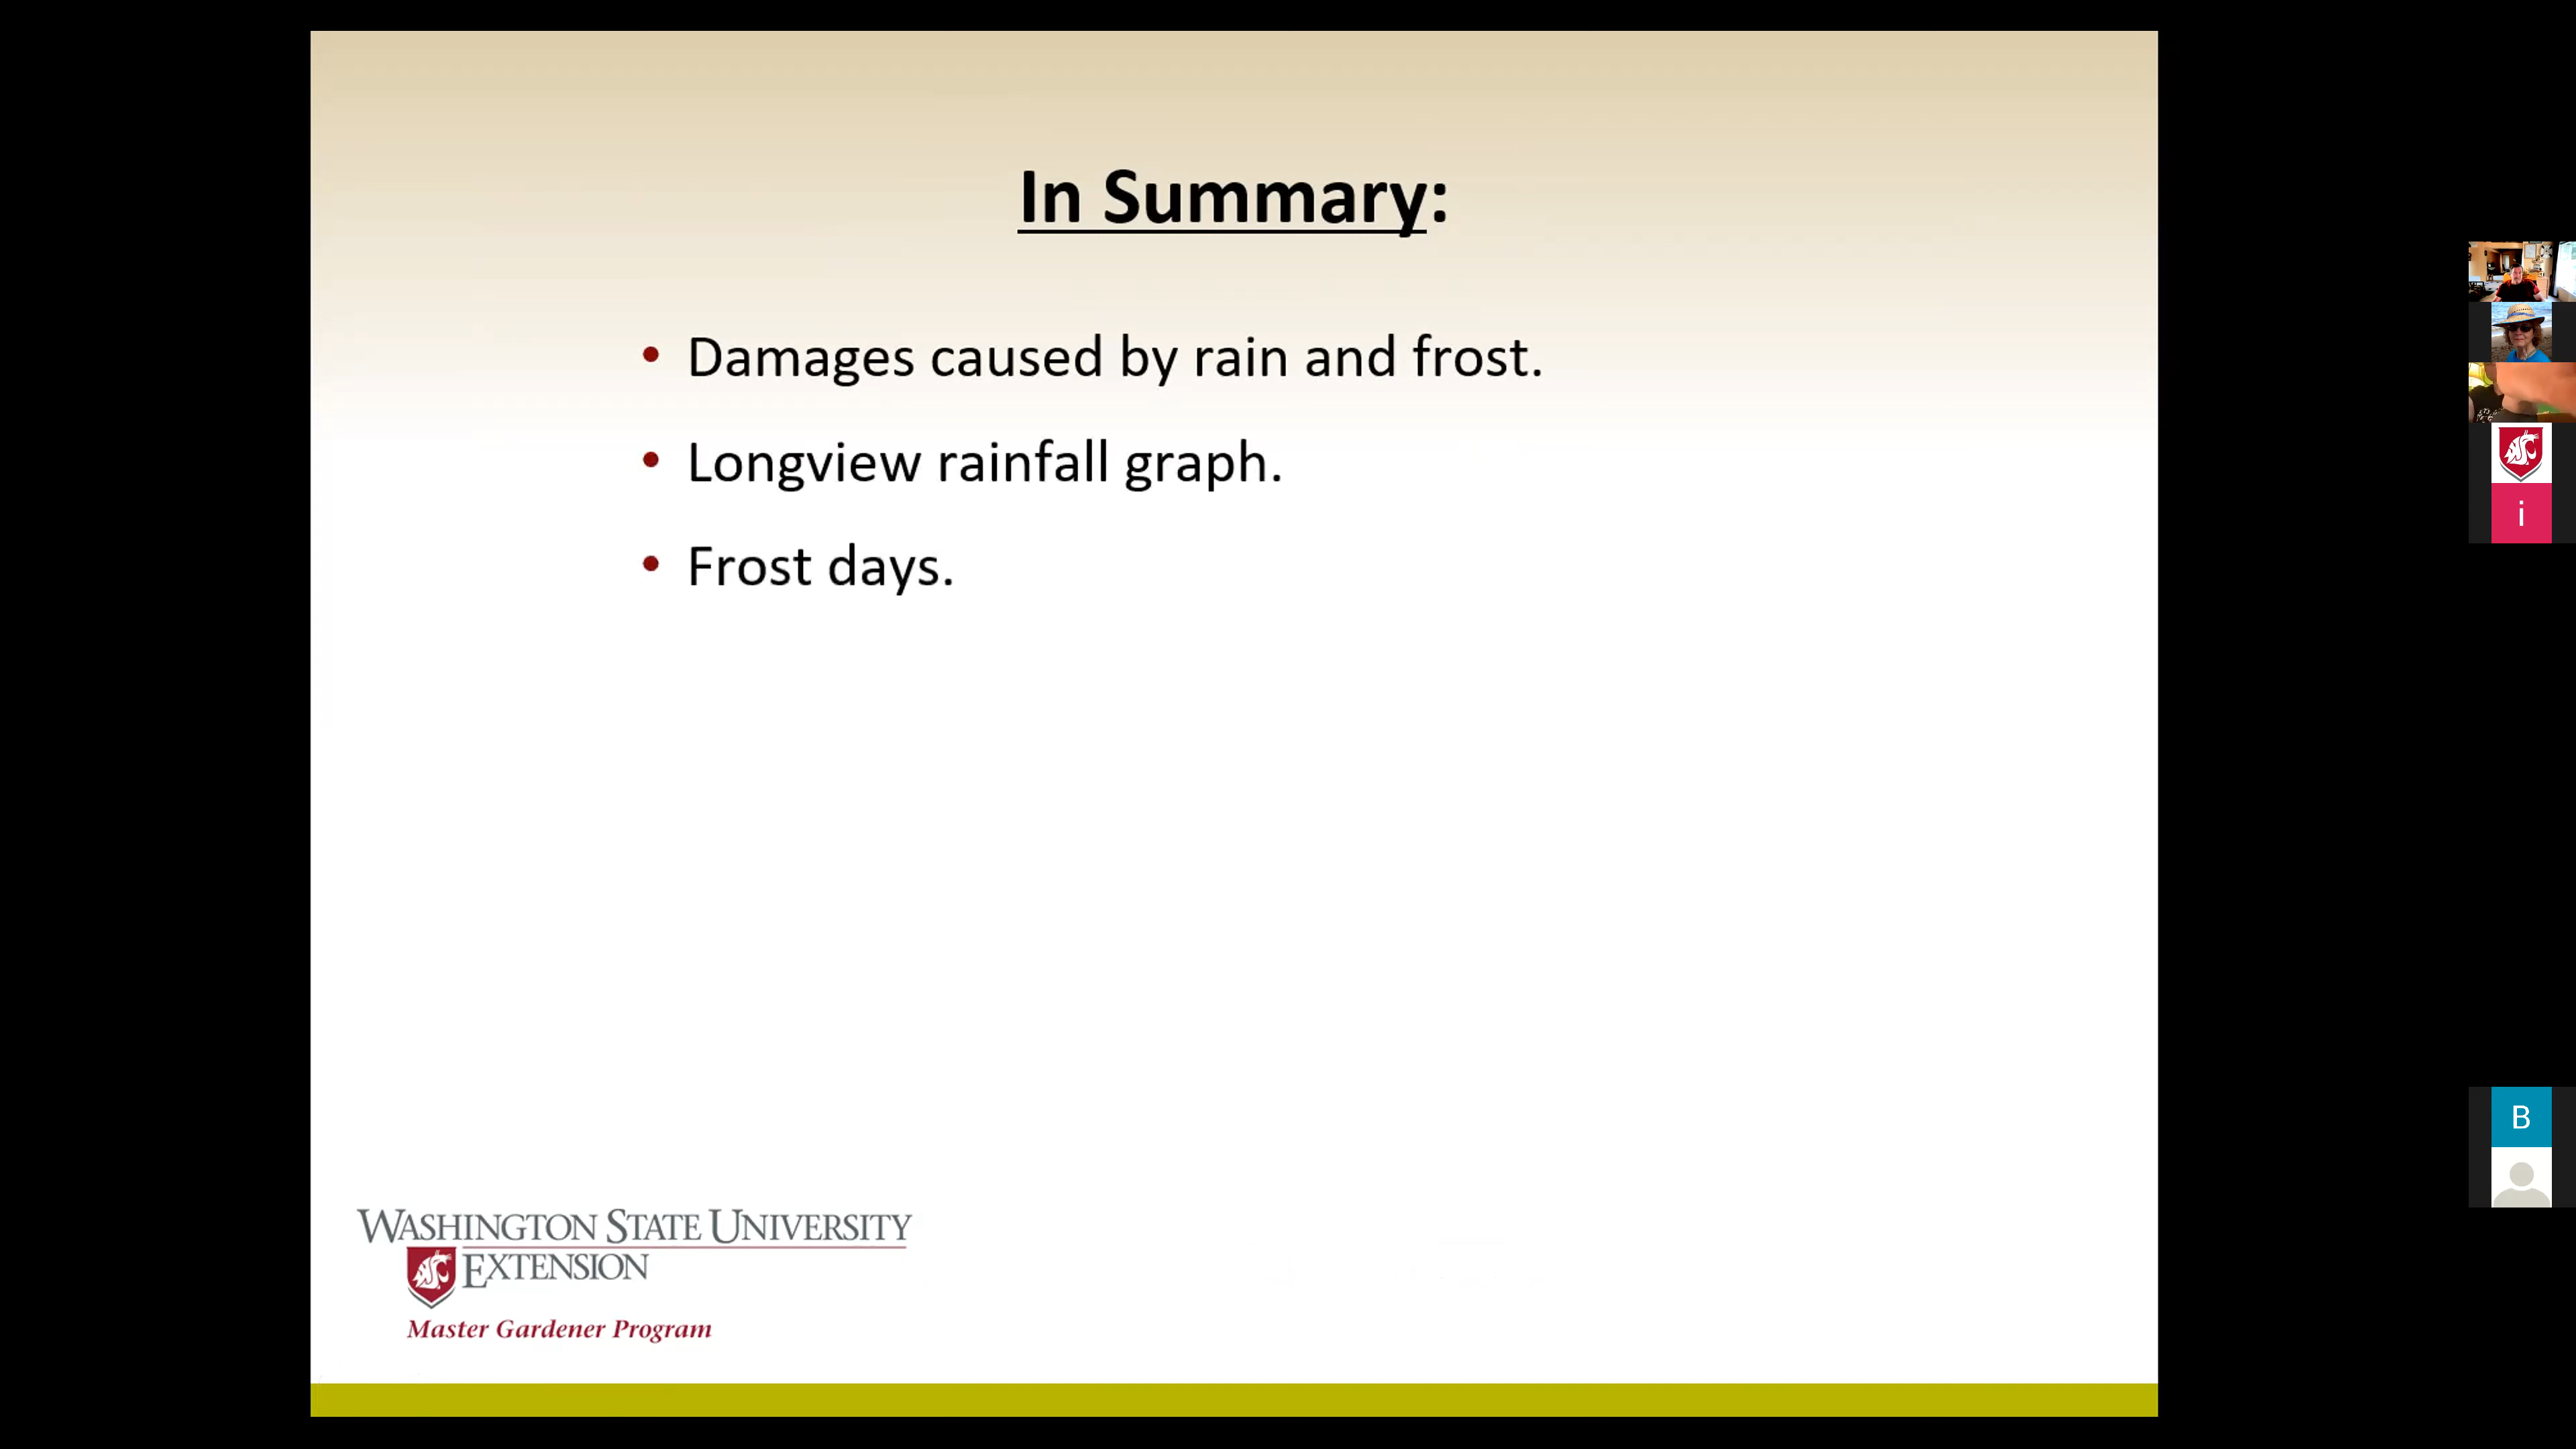 In Summary:
• Damages caused by rain and frost.
• Longview rainfall graph.
• Frost days.
i
B
WASHINGTON STATE UNIVERSITY
EXTENSION
Master Gardener Program